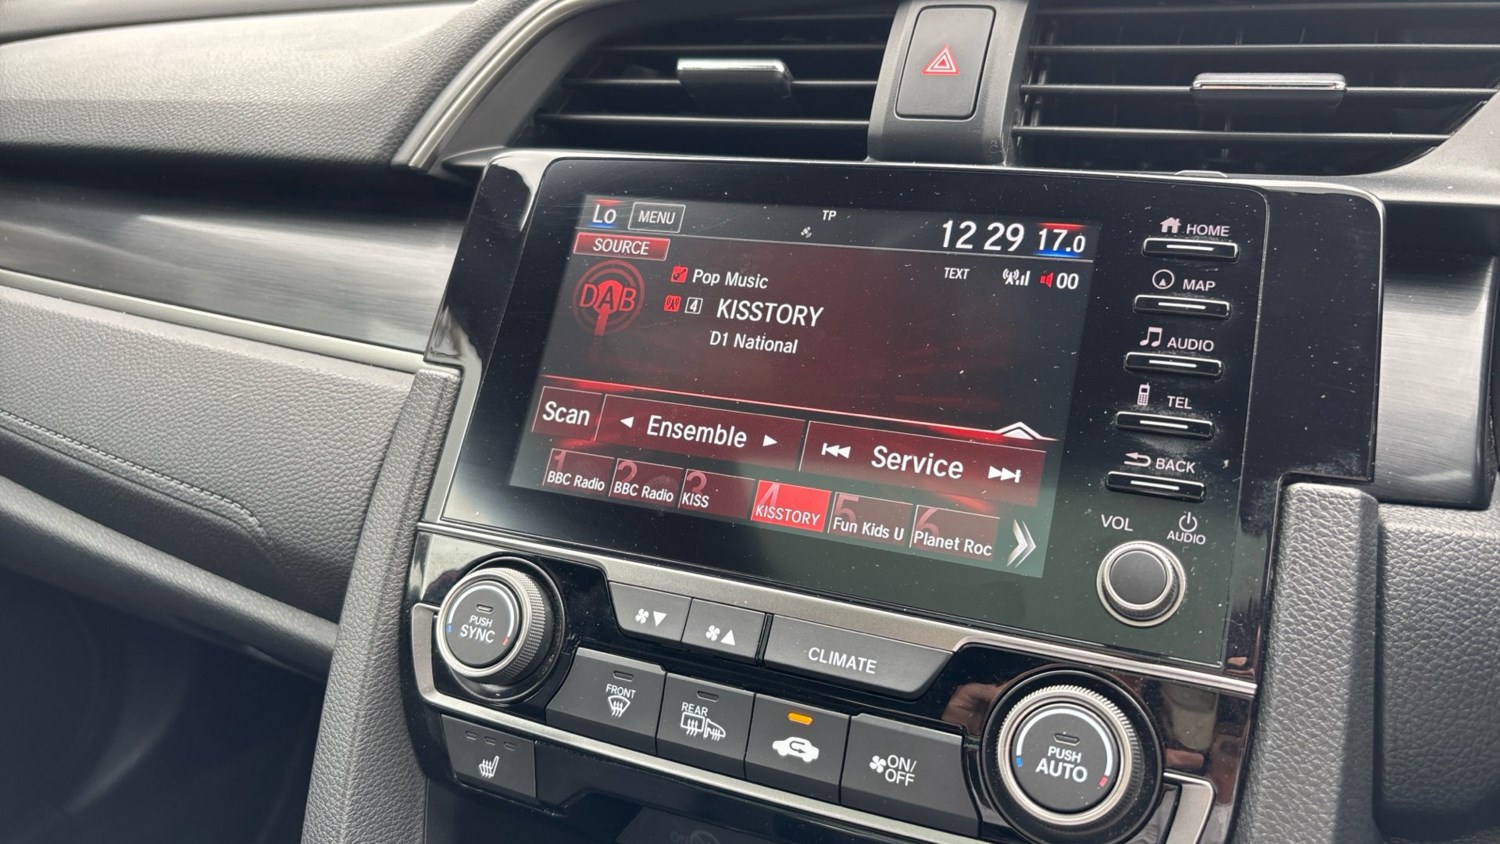 Lo MENU TP 12 29 17.0
SOURCE TEXT 00
DAB Pop Music
4 KISSTORY
D1 National
Scan Ensemble Service
1 BBC Radio 2 BBC Radio 3 KISS 4 KISSTORY 5 Fun Kids U 6 Planet Roc
HOME
MAP
AUDIO
TEL
BACK
VOL AUDIO
PUSH
SYNC
CLIMATE
FRONT
REAR
ON/
OFF
PUSH
AUTO